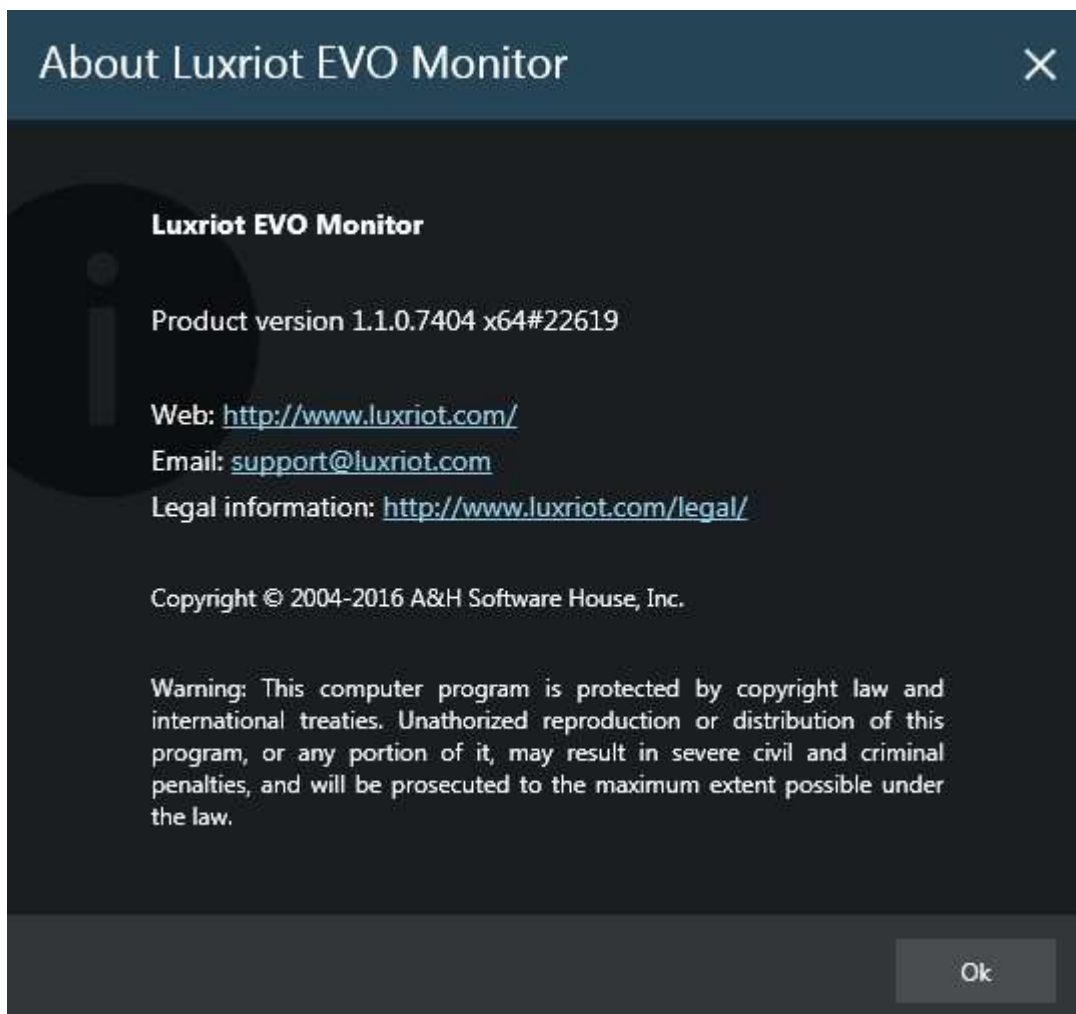 About Luxriot EVO Monitor
Luxriot EVO Monitor
Product version 1.1.0.7404 x64#22619
Web: http://www.luxriot.com/
Email: support@luxriot.com
Legal information: http://www.luxriot.com/legal/
Copyright © 2004-2016 A&H Software House, Inc.
Warning: This computer program is protected by copyright law and
international treaties. Unathorized reproduction or distribution of this
program, or any portion of it, may result in severe civil and criminal
penalties, and will be prosecuted to the maximum extent possible under
the law.
Ok